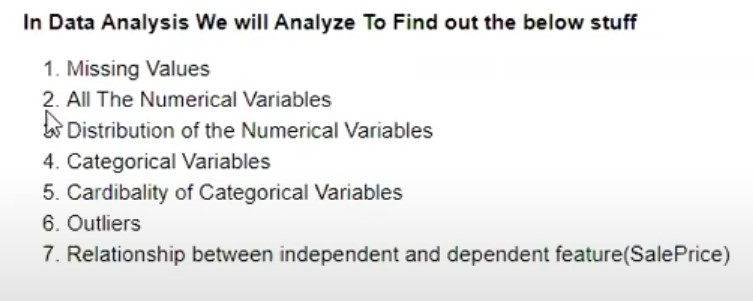 In Data Analysis We will Analyze To Find out the below stuff
1. Missing Values
2. All The Numerical Variables
Distribution of the Numerical Variables
4. Categorical Variables
5. Cardibality of Categorical Variables
6. Outliers
7. Relationship between independent and dependent feature(SalePrice)